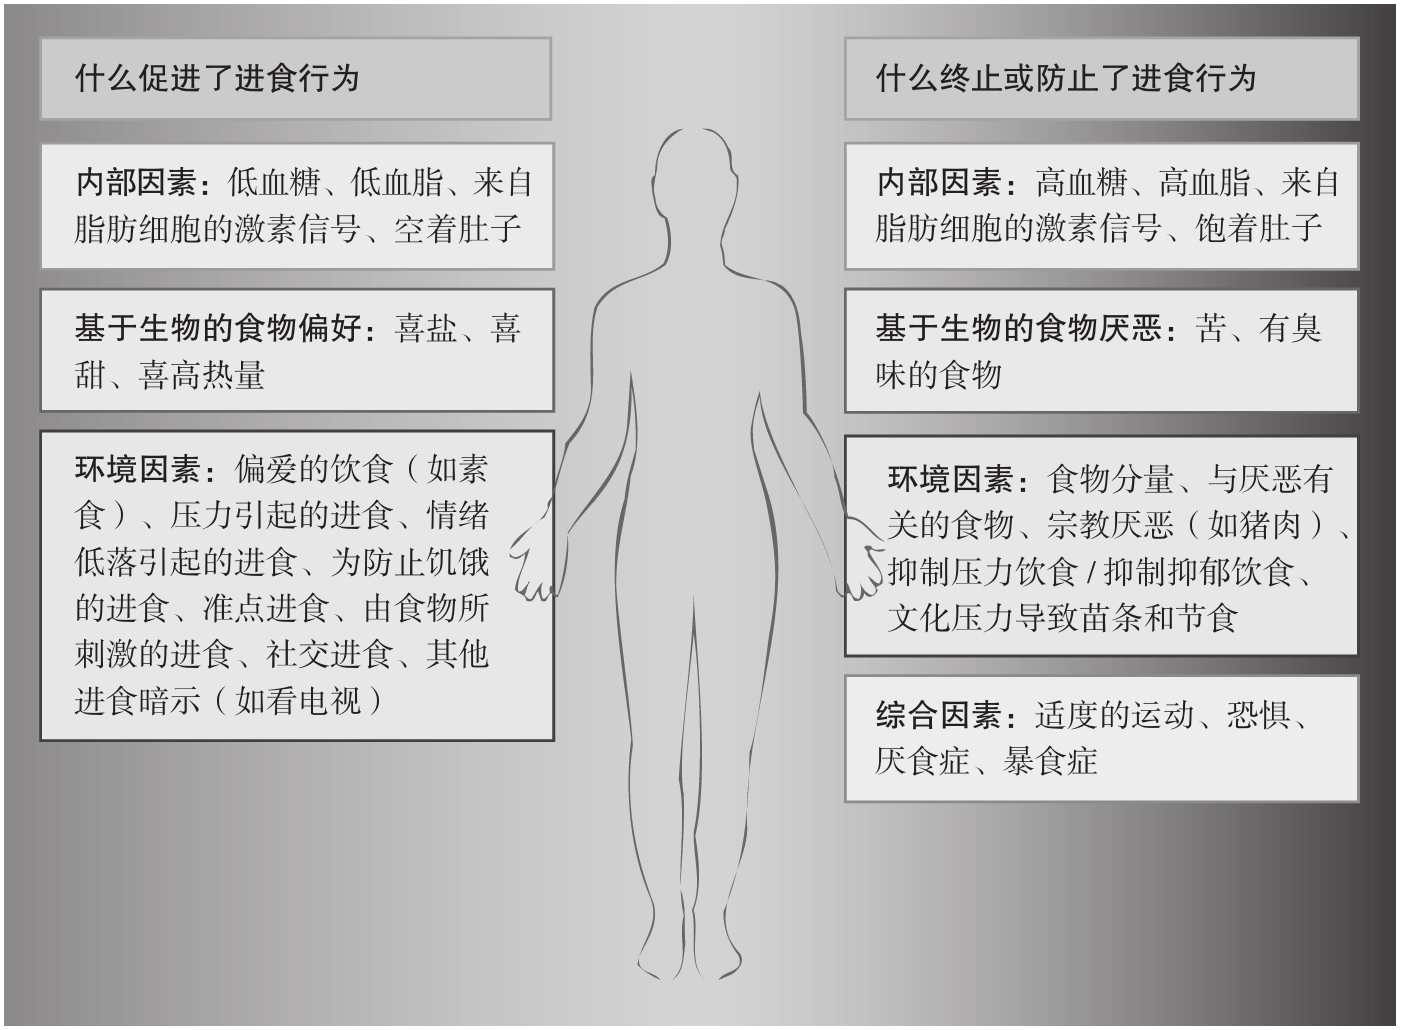 什么促进了进食行为
内部因素：低血糖、低血脂、来自
脂肪细胞的激素信号、空着肚子
基于生物的食物偏好：喜盐、喜
甜、喜高热量
环境因素：偏爱的饮食（如素
食）、压力引起的进食、情绪
低落引起的进食、为防止饥饿
的进食、准点进食、由食物所
刺激的进食、社交进食、其他
进食暗示（如看电视）
什么终止或防止了进食行为
内部因素：高血糖、高血脂、来自
脂肪细胞的激素信号、饱着肚子
基于生物的食物厌恶：苦、有臭
味的食物
环境因素：食物分量、与厌恶有
关的食物、宗教厌恶（如猪肉）、
抑制压力饮食/抑制抑郁饮食、
文化压力导致苗条和节食
综合因素：适度的运动、恐惧、
厌食症、暴食症